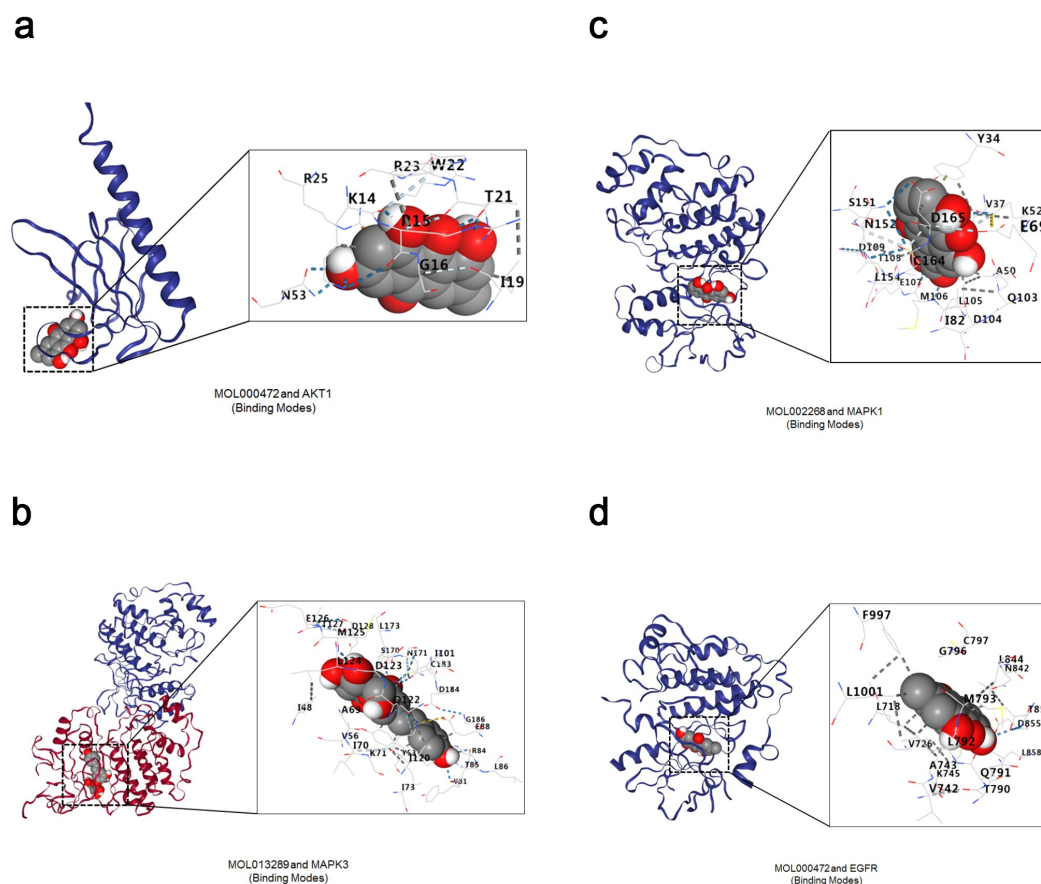 a
R25
K14
R23
W22
T21
R15
G16
I19
N53
MOL000472 and AKT1
(Binding Modes)
c
Y34
S151
V37
K52
D165
N152
E69
D109
T108
C164
L154
E107
A50
M106
L105
Q103
I82
D104
MOL002268 and MAPK1
(Binding Modes)
b
E126
T127
D128
L173
M125
S170
N171
I101
L124
D123
C183
D184
I48
A69
D122
G186
E88
V56
I70
K71
I120
R84
T85
L86
I73
MOL013289 and MAPK3
(Binding Modes)
d
F997
C797
G796
L844
N842
L1001
L718
M793
D855
V726
L792
L858
A743
K745
Q791
V742
T790
MOL000472 and EGFR
(Binding Modes)